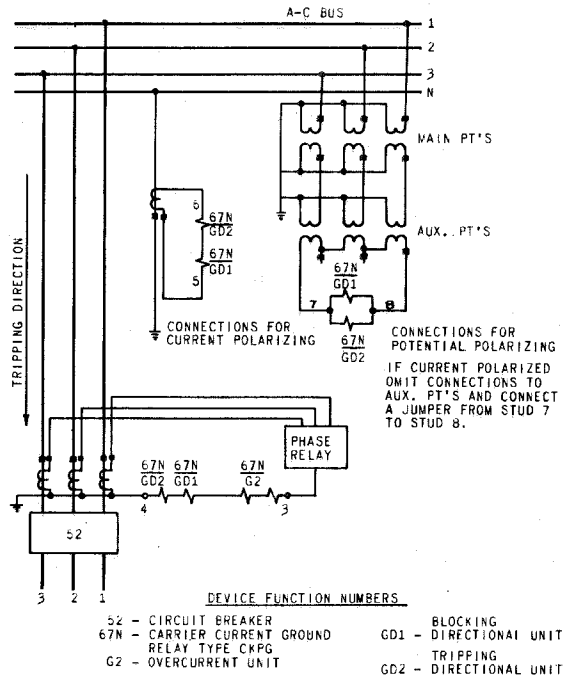 A-C BUS
1
2
3
N
MAIN PT'S
AUX. PT'S
6
67N
GD2
67N
GD1
5
67N
GD1
7
8
67N
GD2
TRIPPING DIRECTION
CONNECTIONS FOR
CURRENT POLARIZING
CONNECTIONS FOR
POTENTIAL POLARIZING
IF CURRENT POLARIZED
OMIT CONNECTIONS TO
AUX. PT'S AND CONNECT
A JUMPER FROM STUD 7
TO STUD 8.
PHASE
RELAY
67N
GD2
67N
GD1
67N
G2
4
3
52
3 2 1
DEVICE FUNCTION NUMBERS
52 - CIRCUIT BREAKER
67N - CARRIER CURRENT GROUND
RELAY TYPE CKPG
G2 - OVERCURRENT UNIT
BLOCKING
GD1 - DIRECTIONAL UNIT
TRIPPING
GD2 - DIRECTIONAL UNIT